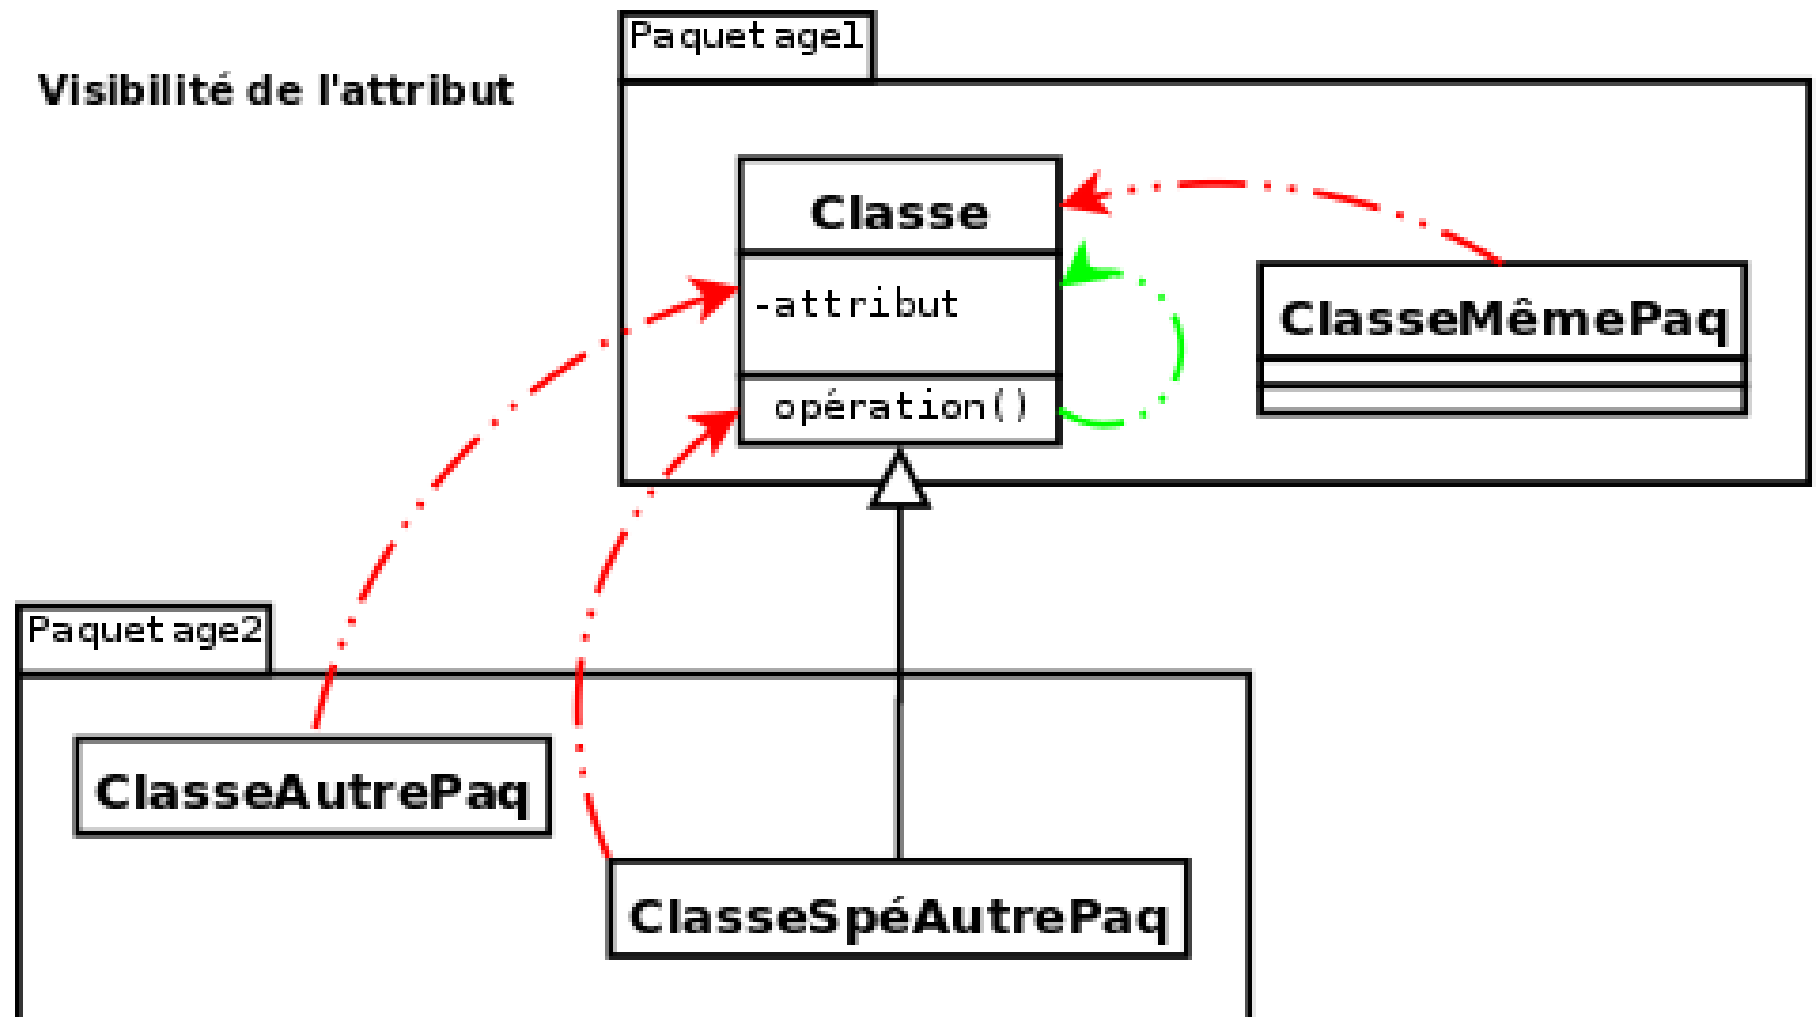 Paquetage1
Visibilité de l'attribut
Classe
-attribut
opération()
ClasseMêmePaq
Paquetage2
ClasseAutrePaq
ClasseSpéAutrePaq